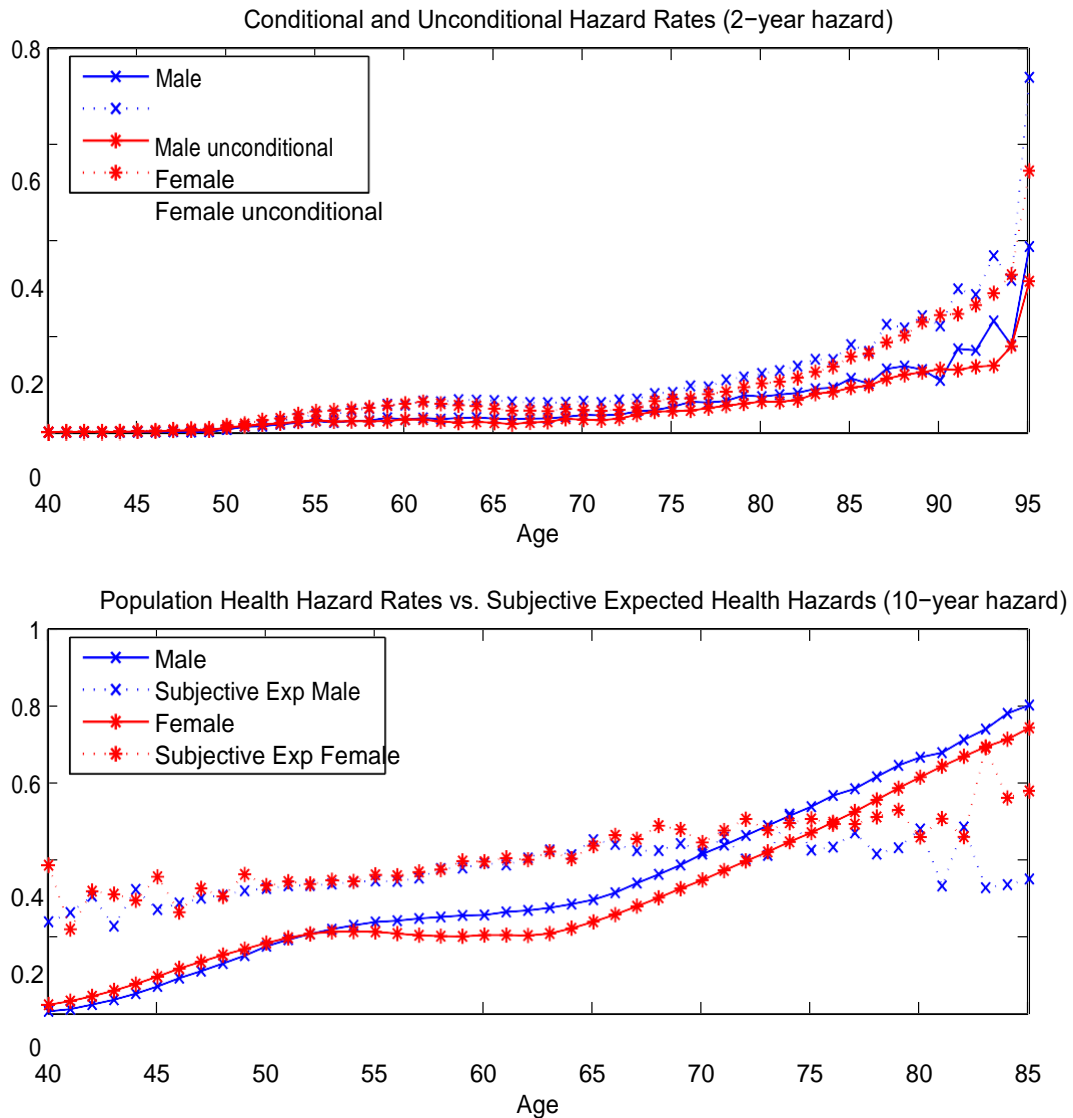 Conditional and Unconditional Hazard Rates (2−year hazard)
0.8
Male
Male unconditional
0.6
Female
Female unconditional
0.4
0.2
0
40 45 50 55 60 65 70 75 80 85 90 95
Age
Population Health Hazard Rates vs. Subjective Expected Health Hazards (10−year hazard)
1
Male
Subjective Exp Male
0.8
Female
Subjective Exp Female
0.6
0.4
0.2
0
40 45 50 55 60 65 70 75 80 85
Age